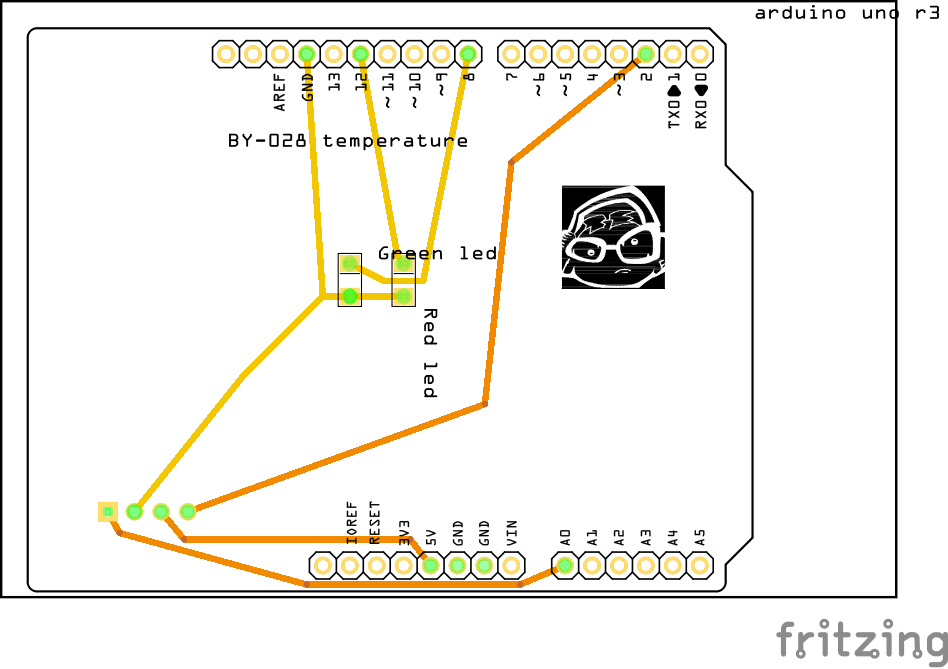 arduino uno r3
AREF GND 13 12 ~11 ~10 ~9 8 7 ~6 ~5 4 ~3 2 TX0▶1 RX0◀0
BY-028 temperature
Green led
Red led
IOREF RESET 3V3 5V GND GND VIN A0 A1 A2 A3 A4 A5
fritzing